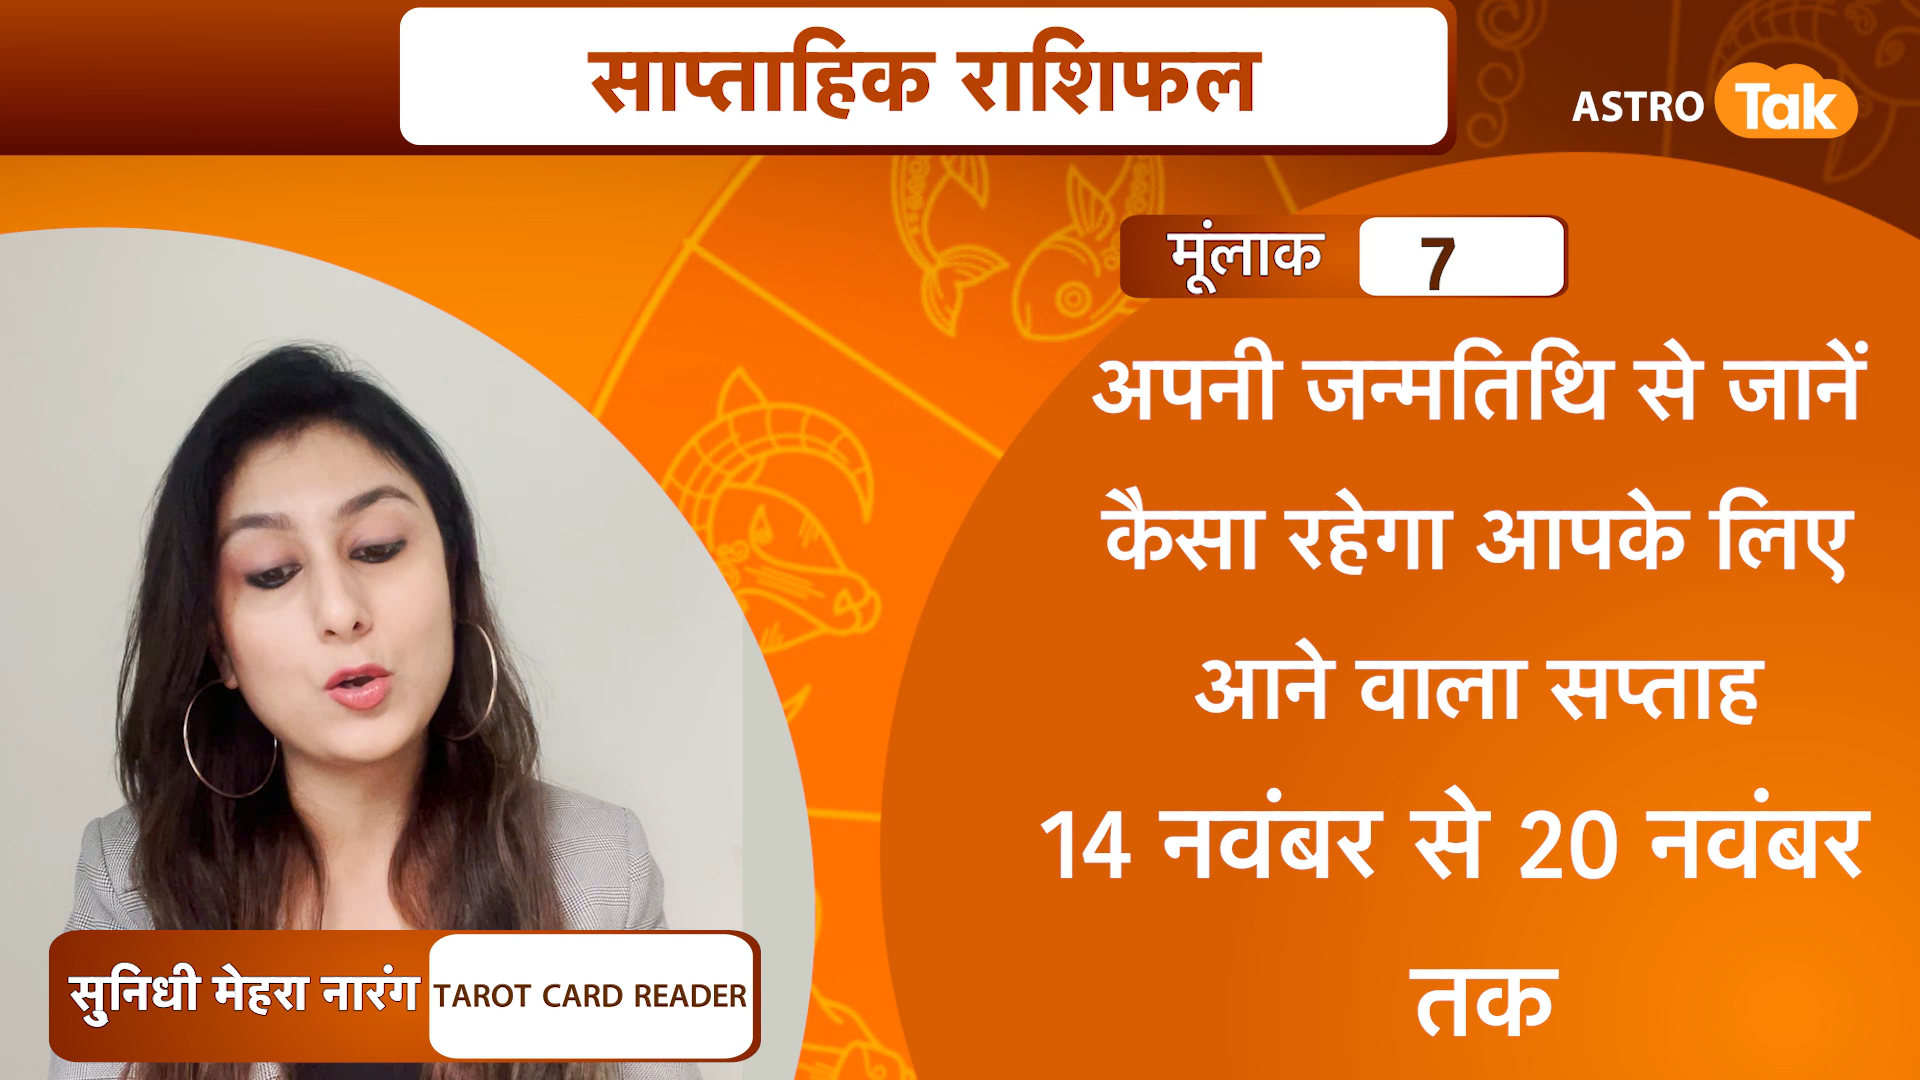 साप्ताहिक राशिफल
ASTRO Tak
मूंलाक 7
अपनी जन्मतिथि से जानें
कैसा रहेगा आपके लिए
आने वाला सप्ताह
14 नवंबर से 20 नवंबर
तक
सुनिधी मेहरा नारंग TAROT CARD READER